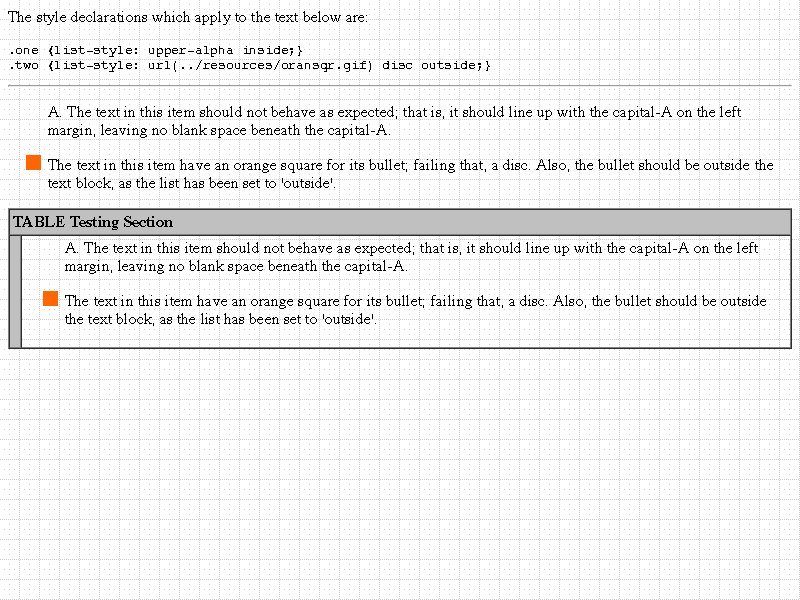 The style declarations which apply to the text below are:
.one {list-style: upper-alpha inside;}
.two {list-style: url(../resources/oransqr.gif) disc outside;}
A. The text in this item should not behave as expected; that is, it should line up with the capital-A on the left
margin, leaving no blank space beneath the capital-A.
The text in this item have an orange square for its bullet; failing that, a disc. Also, the bullet should be outside the
text block, as the list has been set to 'outside'.
TABLE Testing Section
A. The text in this item should not behave as expected; that is, it should line up with the capital-A on the left
margin, leaving no blank space beneath the capital-A.
The text in this item have an orange square for its bullet; failing that, a disc. Also, the bullet should be outside
the text block, as the list has been set to 'outside'.